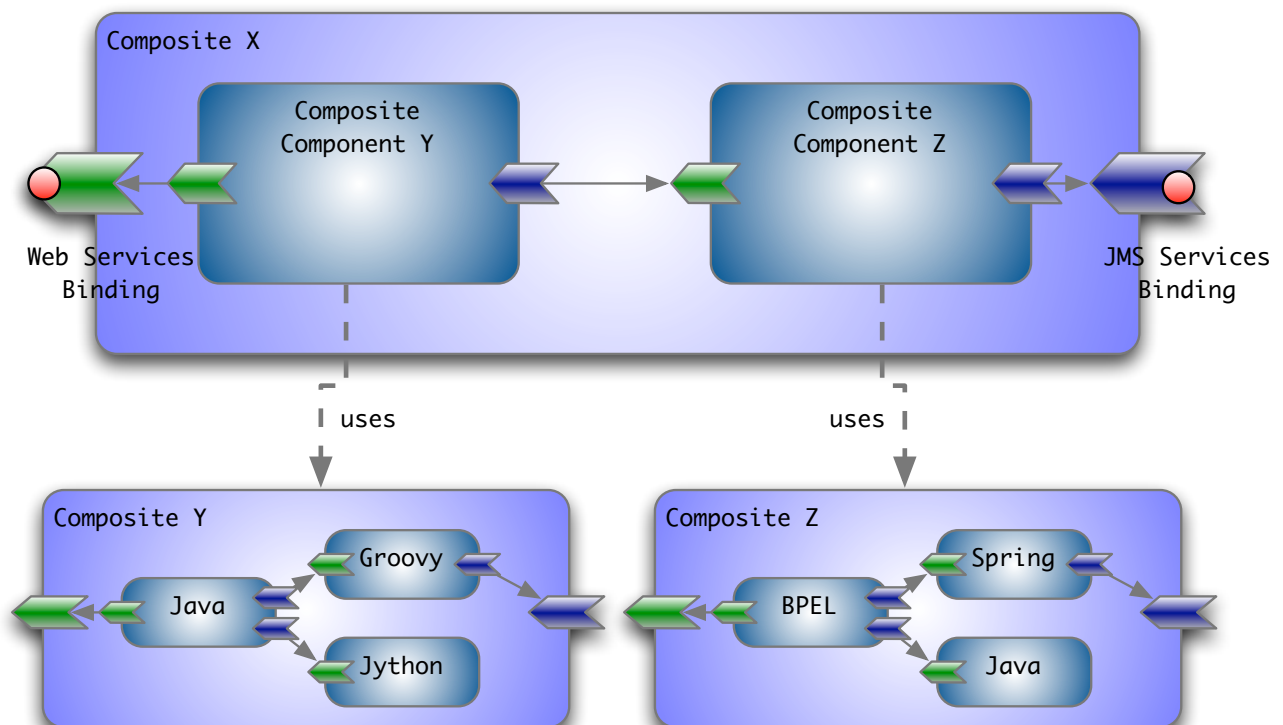 Composite X
Composite
Component Y
Composite
Component Z
Web Services
Binding
JMS Services
Binding
uses
uses
Composite Y
Groovy
Java
Jython
Composite Z
Spring
BPEL
Java